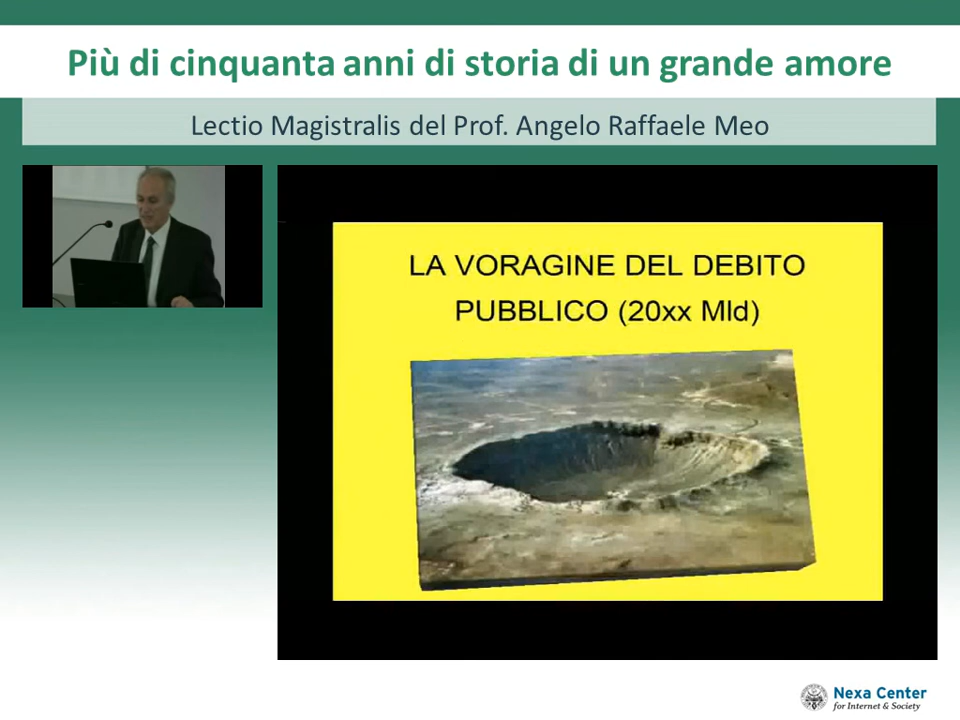 Più di cinquanta anni di storia di un grande amore
Lectio Magistralis del Prof. Angelo Raffaele Meo
LA VORAGINE DEL DEBITO
PUBBLICO (20xx Mld)
Nexa Center
for Internet & Society